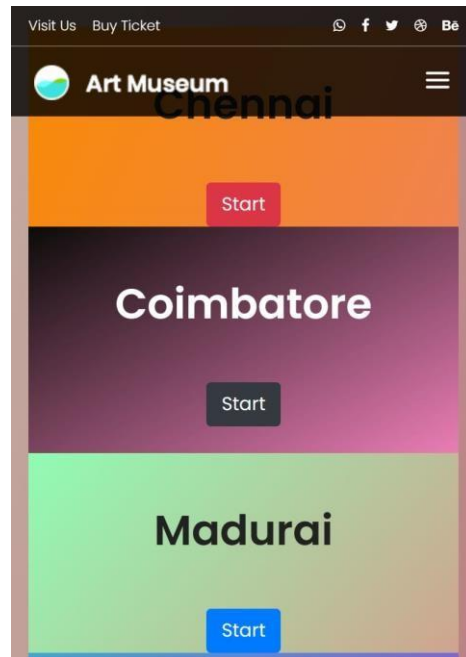 Visit Us Buy Ticket Bē
Art Museum
Chennai
Start
Coimbatore
Start
Madurai
Start